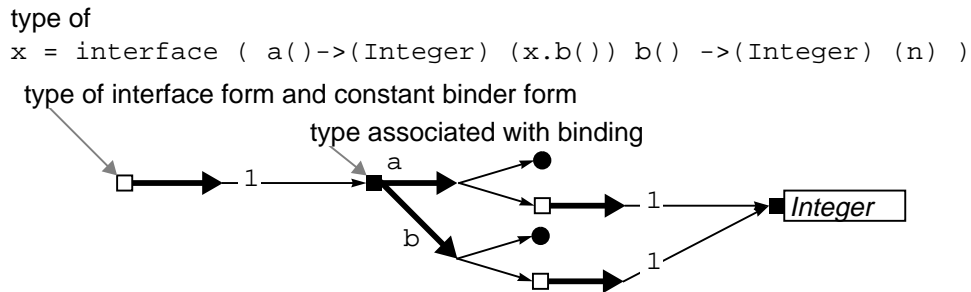 type of
x = interface ( a()->(Integer) (x.b()) b() ->(Integer) (n) )
type of interface form and constant binder form
type associated with binding
a
1
1
Integer
b
1